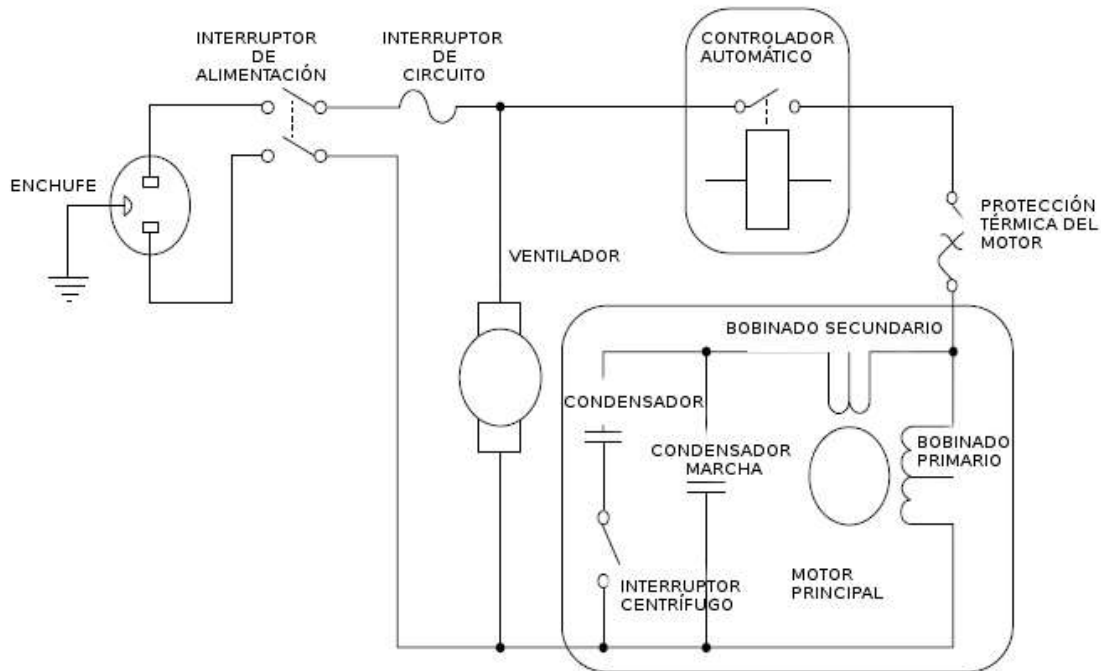 INTERRUPTOR
DE
ALIMENTACIÓN
INTERRUPTOR
DE
CIRCUITO
CONTROLADOR
AUTOMÁTICO
ENCHUFE
PROTECCIÓN
TÉRMICA DEL
MOTOR
VENTILADOR
BOBINADO SECUNDARIO
CONDENSADOR
CONDENSADOR
MARCHA
BOBINADO
PRIMARIO
INTERRUPTOR
CENTRÍFUGO
MOTOR
PRINCIPAL